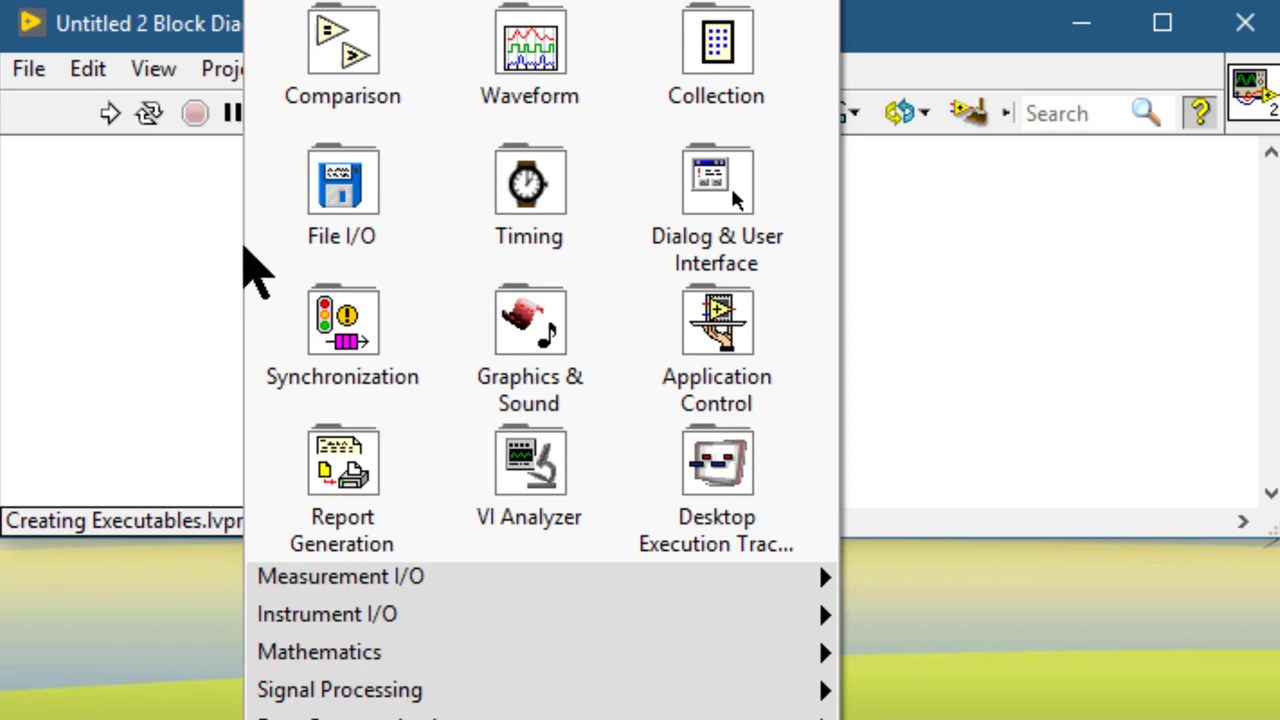 Untitled 2 Block Dia
File Edit View Proj
Search
2
Comparison
Waveform
Collection
File I/O
Timing
Dialog & User
Interface
Synchronization
Graphics &
Sound
Application
Control
Report
Generation
VI Analyzer
Desktop
Execution Trac...
Creating Executables.lvpr
Measurement I/O
Instrument I/O
Mathematics
Signal Processing